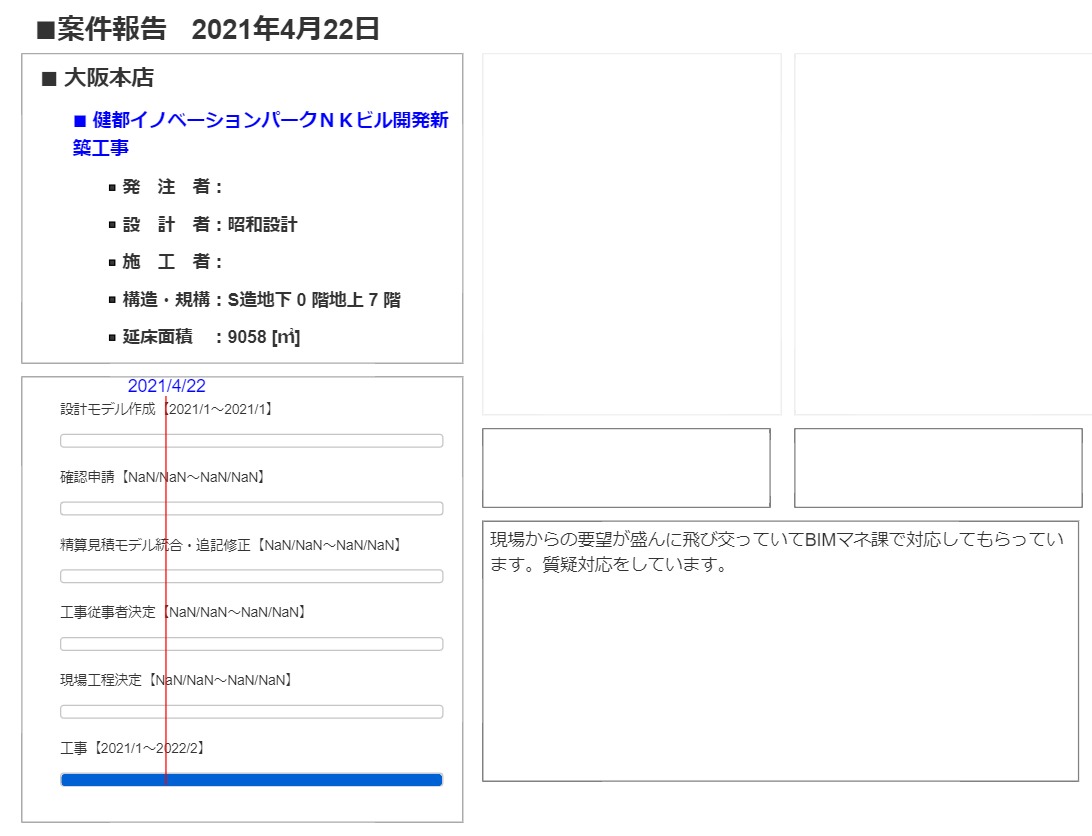 ■案件報告 2021年4月22日
■ 大阪本店
■ 健都イノベーションパークＮＫビル開発新
築工事
▪ 発　注　者：
▪ 設　計　者：昭和設計
▪ 施　工　者：
▪ 構造・規構：S造地下０階地上７階
▪ 延床面積　：9058 [㎡]
2021/4/22
設計モデル作成【2021/1～2021/1】
確認申請【NaN/NaN～NaN/NaN】
精算見積モデル統合・追記修正【NaN/NaN～NaN/NaN】
工事従事者決定【NaN/NaN～NaN/NaN】
現場工程決定【NaN/NaN～NaN/NaN】
工事【2021/1～2022/2】
現場からの要望が盛んに飛び交っていてBIMマネ課で対応してもらってい
ます。質疑対応をしています。